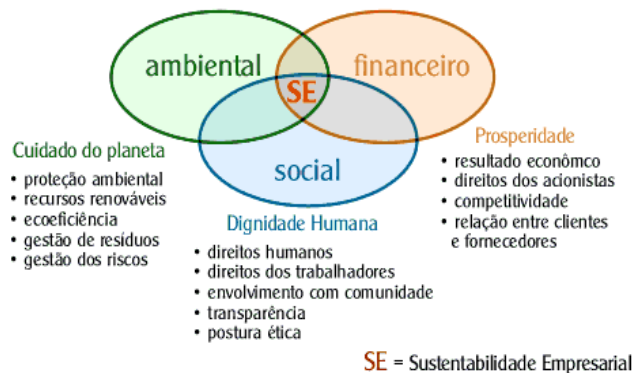 ambiental
financeiro
SE
social
Cuidado do planeta
• proteção ambiental
• recursos renováveis
• ecoeficiência
• gestão de resíduos
• gestão dos riscos
Dignidade Humana
• direitos humanos
• direitos dos trabalhadores
• envolvimento com comunidade
• transparência
• postura ética
Prosperidade
• resultado econômco
• direitos dos acionistas
• competitividade
• relação entre clientes
e fornecedores
SE = Sustentabilidade Empresarial